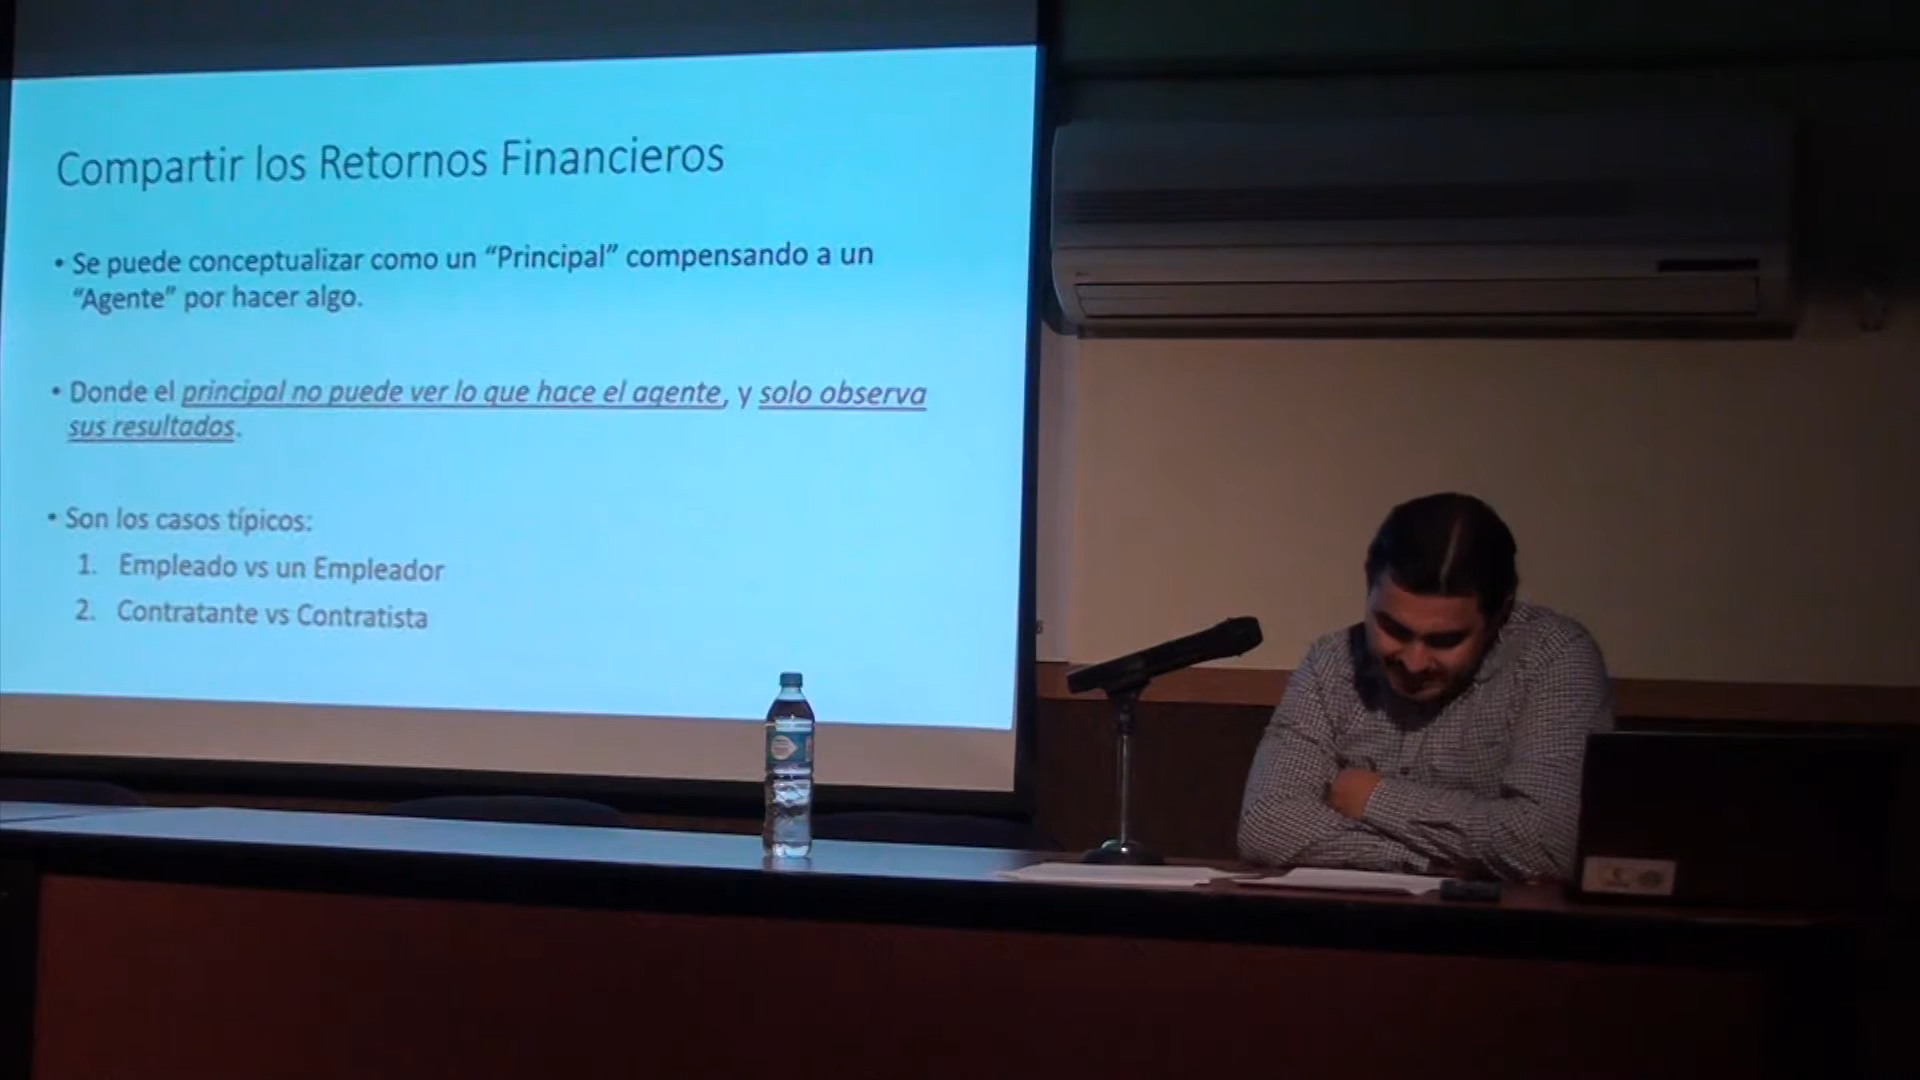 Compartir los Retornos Financieros
• Se puede conceptualizar como un “Principal” compensando a un
“Agente” por hacer algo.
• Donde el principal no puede ver lo que hace el agente, y solo observa
sus resultados.
• Son los casos típicos:
1. Empleado vs un Empleador
2. Contratante vs Contratista